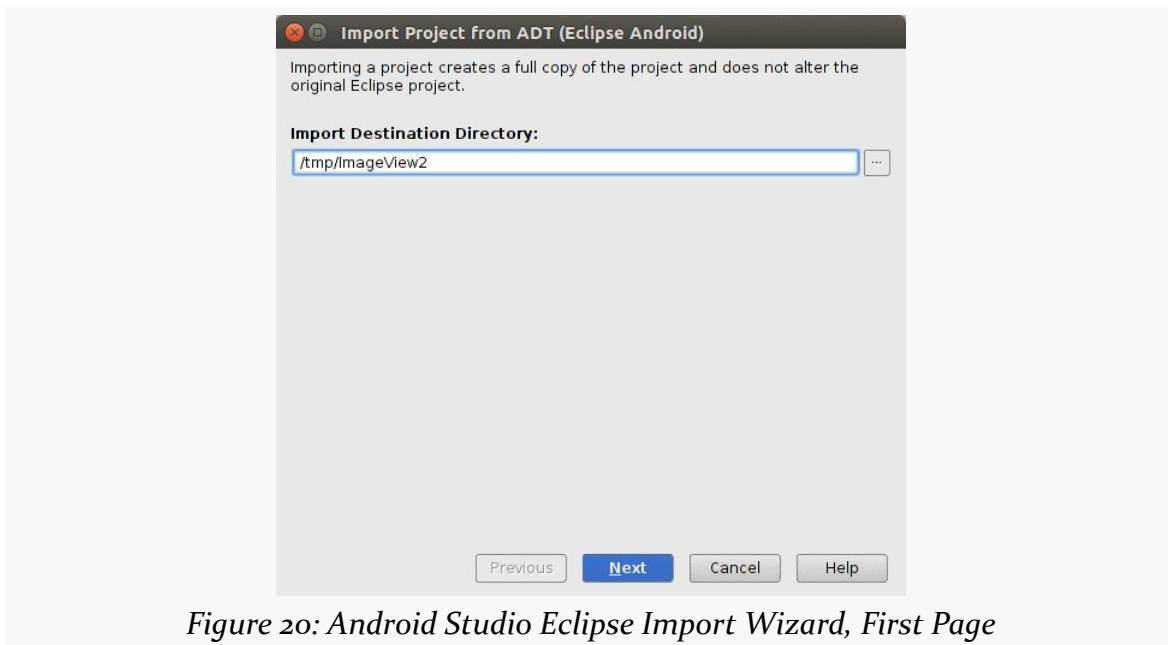 Import Project from ADT (Eclipse Android)
Importing a project creates a full copy of the project and does not alter the
original Eclipse project.
Import Destination Directory:
/tmp/ImageView2
...
Previous Next Cancel Help
Figure 20: Android Studio Eclipse Import Wizard, First Page